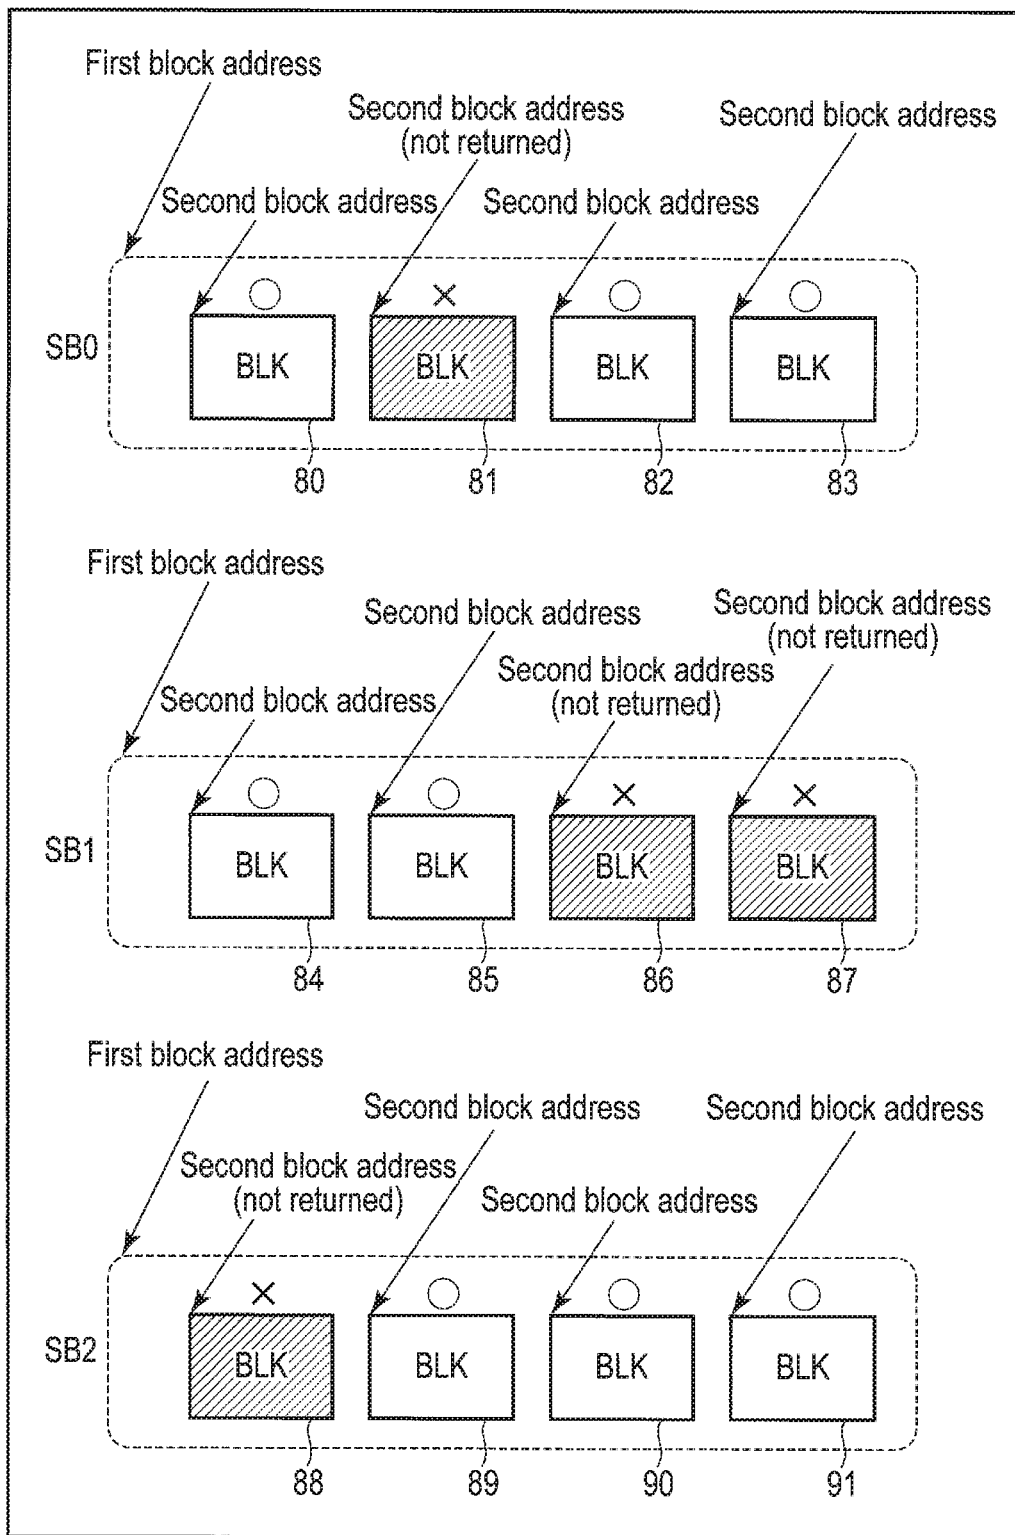 First block address
Second block address
(not returned)
Second block address
Second block address
Second block address
SB0
BLK
BLK
BLK
BLK
80
81
82
83
First block address
Second block address
(not returned)
Second block address
Second block address
(not returned)
Second block address
SB1
BLK
BLK
BLK
BLK
84
85
86
87
First block address
Second block address
Second block address
Second block address
(not returned)
Second block address
SB2
BLK
BLK
BLK
BLK
88
89
90
91